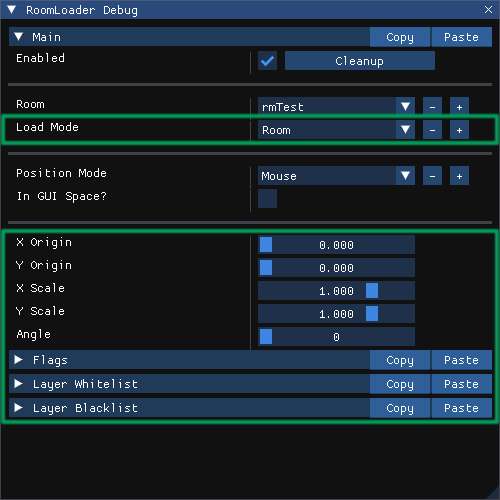 RoomLoader Debug
Main Copy Paste
Enabled Cleanup
Room rmTest - +
Load Mode Room - +
Position Mode Mouse - +
In GUI Space?
X Origin 0.000
Y Origin 0.000
X Scale 1.000
Y Scale 1.000
Angle 0
Flags Copy Paste
Layer Whitelist Copy Paste
Layer Blacklist Copy Paste